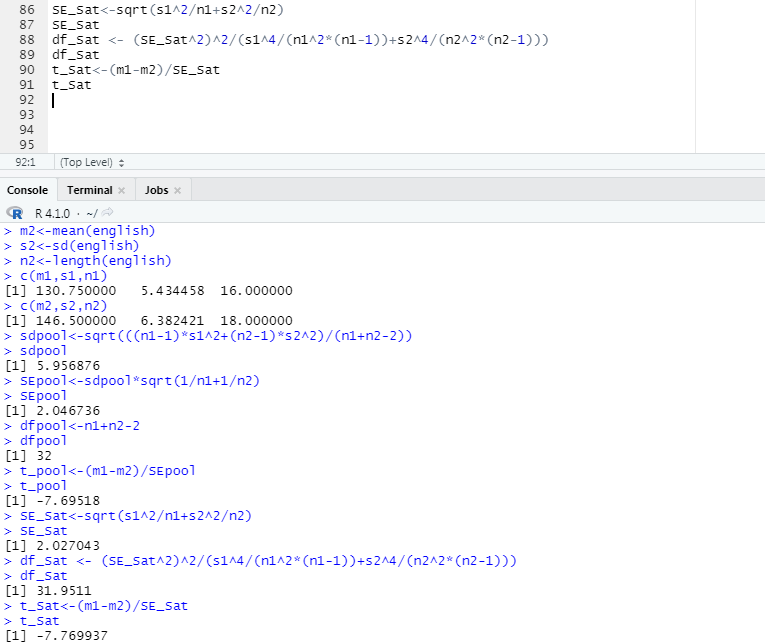 86 SE_Sat<-sqrt(s1^2/n1+s2^2/n2)
87 SE_Sat
88 df_Sat <- (SE_Sat^2)^2/(s1^4/(n1^2*(n1-1))+s2^4/(n2^2*(n2-1)))
89 df_Sat
90 t_Sat<-(m1-m2)/SE_Sat
91 t_Sat
92
93
94
95
92:1 (Top Level)
Console Terminal × Jobs ×
R R 4.1.0 · ~/
> m2<-mean(english)
> s2<-sd(english)
> n2<-length(english)
> c(m1,s1,n1)
[1] 130.750000 5.434458 16.000000
> c(m2,s2,n2)
[1] 146.500000 6.382421 18.000000
> sdpool<-sqrt(((n1-1)*s1^2+(n2-1)*s2^2)/(n1+n2-2))
> sdpool
[1] 5.956876
> SEpool<-sdpool*sqrt(1/n1+1/n2)
> SEpool
[1] 2.046736
> dfpool<-n1+n2-2
> dfpool
[1] 32
> t_pool<-(m1-m2)/SEpool
> t_pool
[1] -7.69518
> SE_Sat<-sqrt(s1^2/n1+s2^2/n2)
> SE_Sat
[1] 2.027043
> df_Sat <- (SE_Sat^2)^2/(s1^4/(n1^2*(n1-1))+s2^4/(n2^2*(n2-1)))
> df_Sat
[1] 31.9511
> t_Sat<-(m1-m2)/SE_Sat
> t_Sat
[1] -7.769937